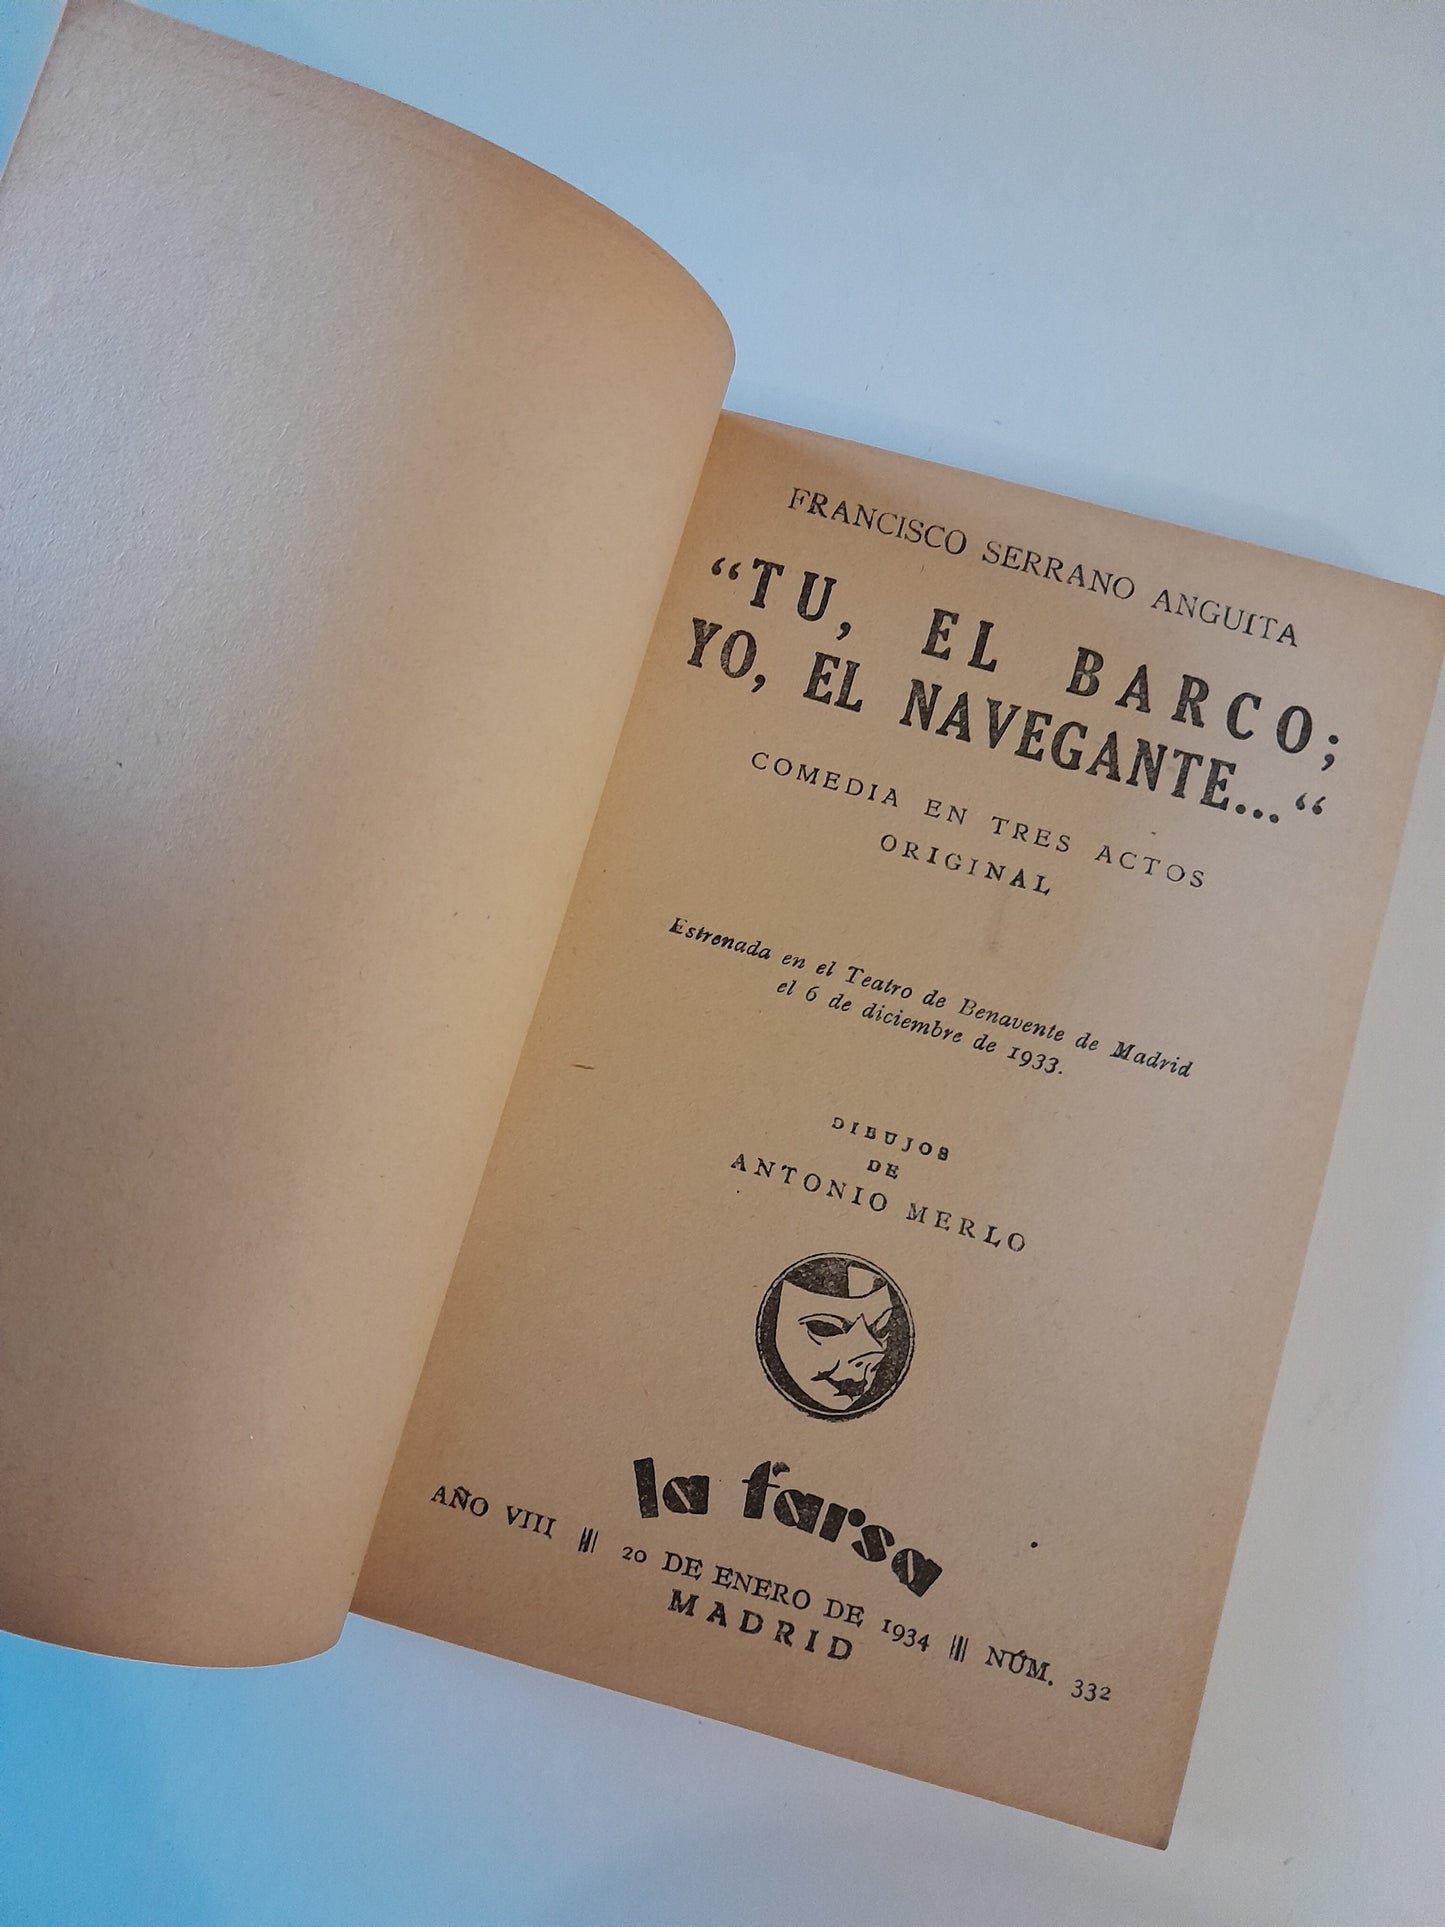 FRANCISCO SERRANO ANGUITA
“TU, EL BARCO;
YO, EL NAVEGANTE...“
COMEDIA EN TRES ACTOS
ORIGINAL
Estrenada en el Teatro de Benavente de Madrid
el 6 de diciembre de 1933.
DIBUJOS
DE
ANTONIO MERLO
la farsa
AÑO VIII ||| 20 DE ENERO DE 1934 ||| NÚM. 332
MADRID